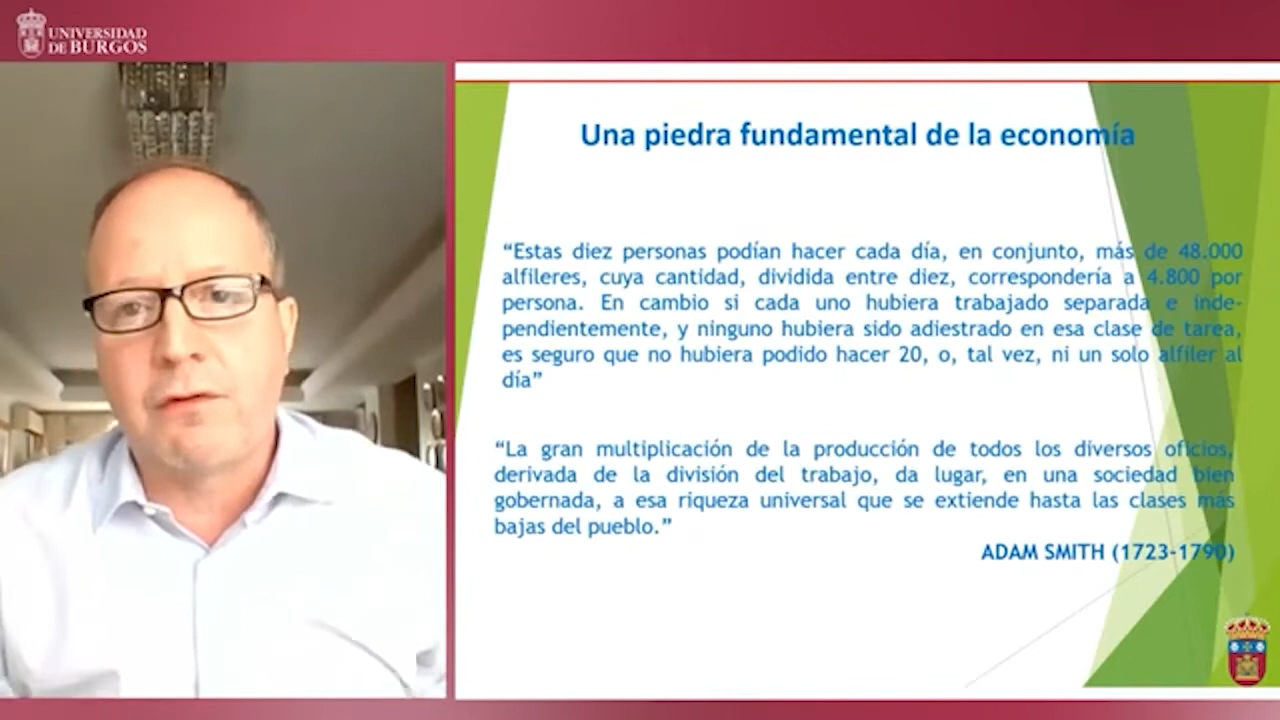 UNIVERSIDAD
DE BURGOS
Una piedra fundamental de la economía
“Estas diez personas podían hacer cada día, en conjunto, más de 48.000
alfileres, cuya cantidad, dividida entre diez, correspondería a 4.800 por
persona. En cambio si cada uno hubiera trabajado separada e inde-
pendientemente, y ninguno hubiera sido adiestrado en esa clase de tarea,
es seguro que no hubiera podido hacer 20, o, tal vez, ni un solo alfiler al
día”
“La gran multiplicación de la producción de todos los diversos oficios,
derivada de la división del trabajo, da lugar, en una sociedad bien
gobernada, a esa riqueza universal que se extiende hasta las clases más
bajas del pueblo.”
ADAM SMITH (1723-1790)